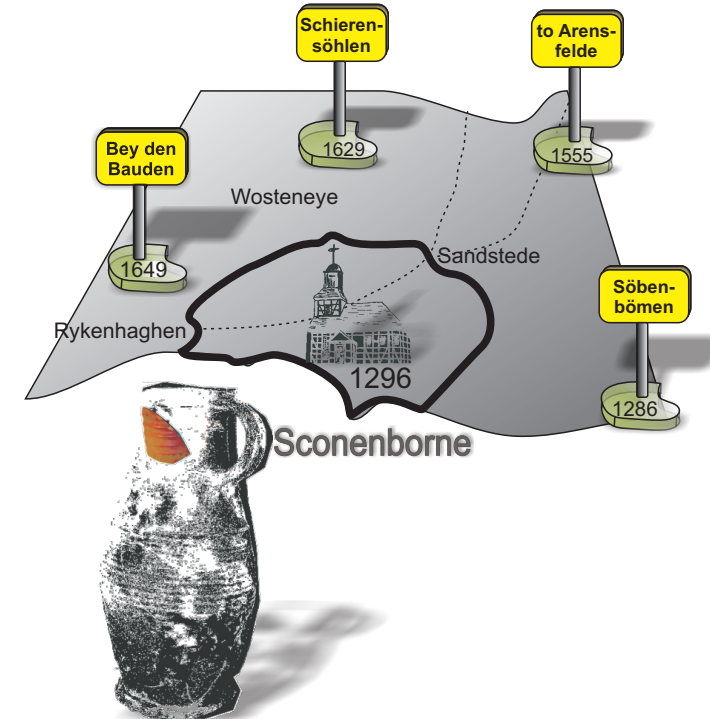 Schieren-
söhlen
1629
to Arens-
felde
1555
Bey den
Bauden
1649
Wosteneye
Sandstede
Söben-
bömen
1286
Rykenhaghen
1296
Sconenborne